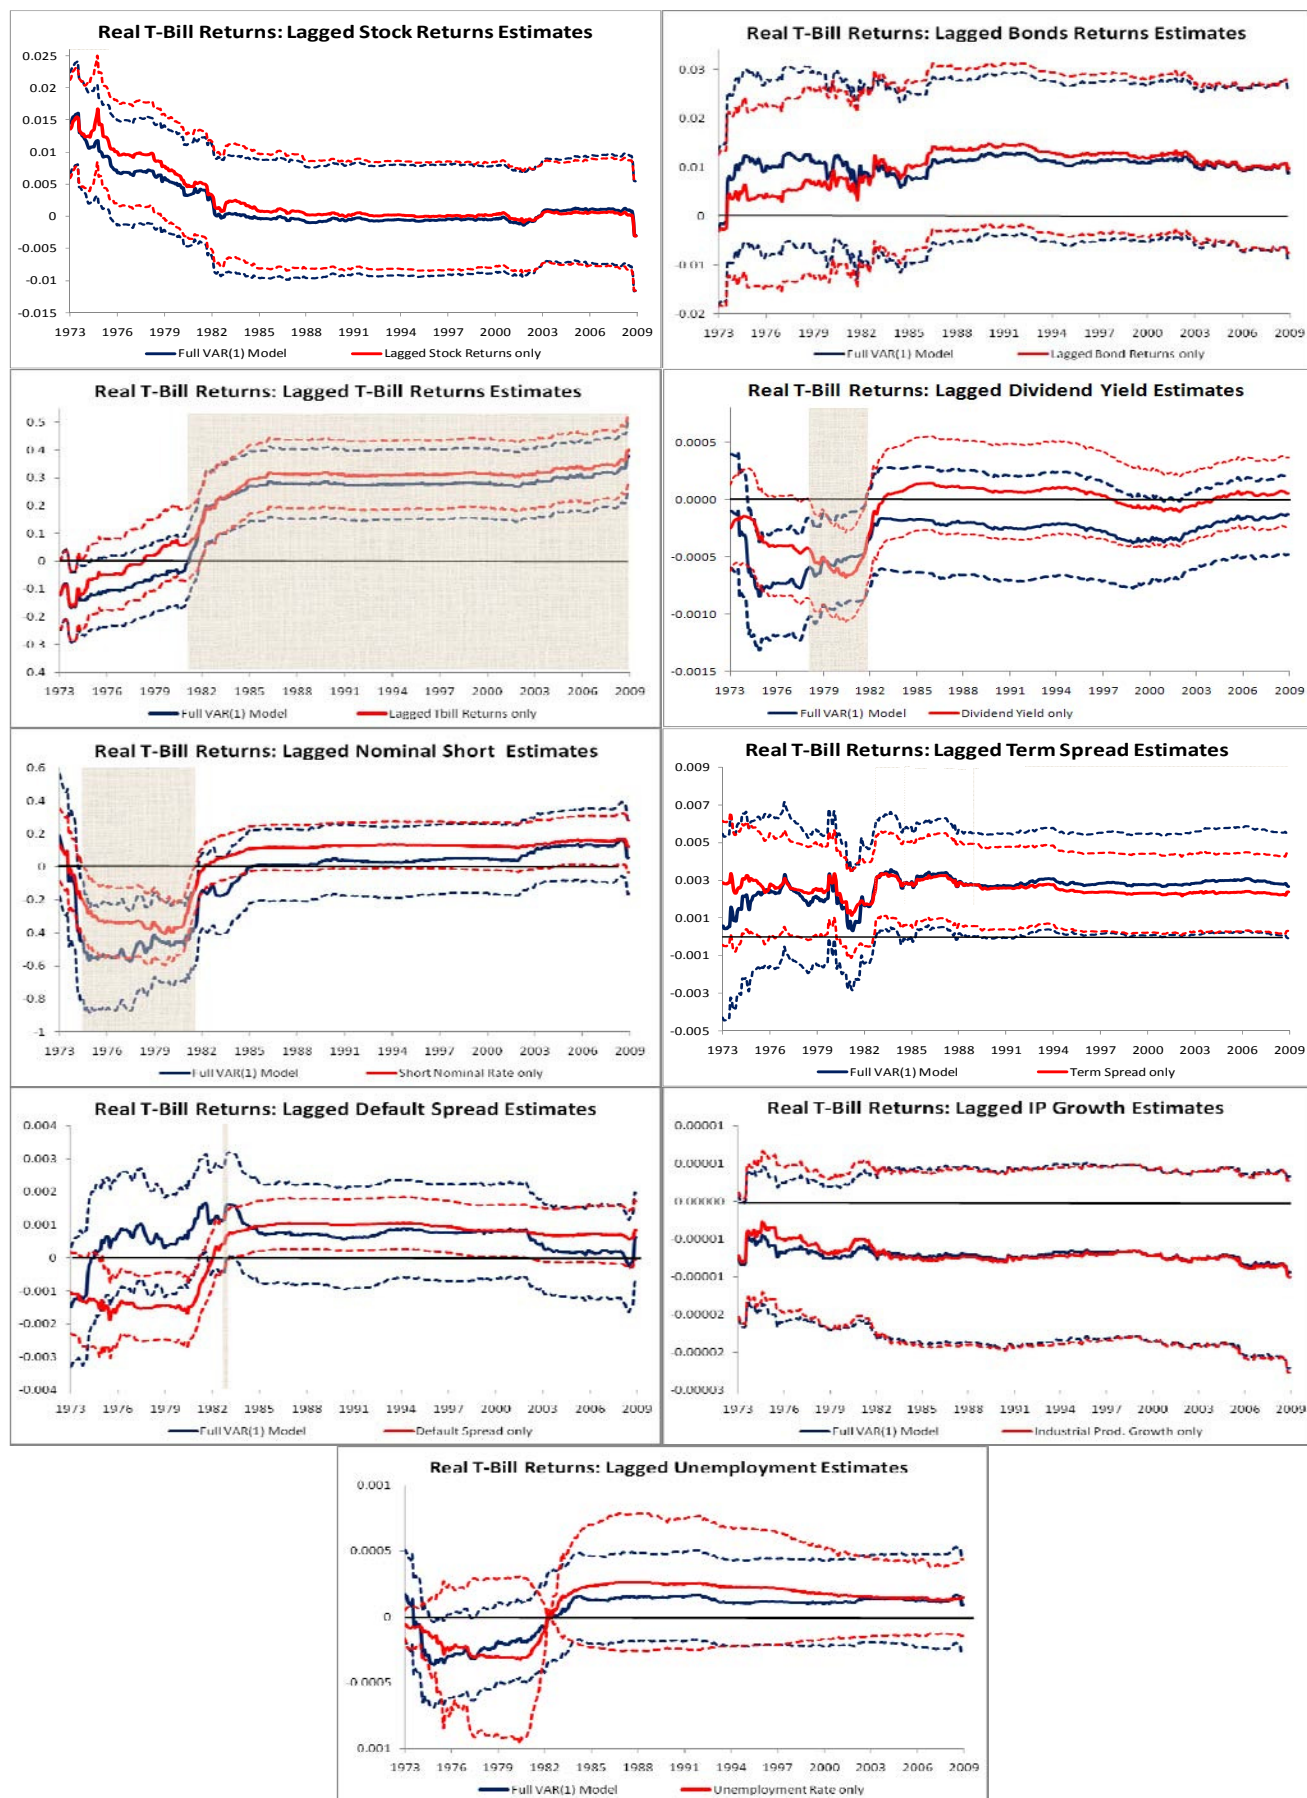 Real T-Bill Returns: Lagged Stock Returns Estimates
0.025
0.02
0.015
0.01
0.005
0
-0.005
-0.01
-0.015
1973 1976 1979 1982 1985 1988 1991 1994 1997 2000 2003 2006 2009
Full VAR(1) Model Lagged Stock Returns only
Real T-Bill Returns: Lagged Bonds Returns Estimates
0.03
0.02
0.01
0
-0.01
-0.02
1973 1976 1979 1982 1985 1988 1991 1994 1997 2000 2003 2006 2009
Full VAR(1) Model Lagged Bond Returns only
Real T-Bill Returns: Lagged T-Bill Returns Estimates
0.5
0.4
0.3
0.2
0.1
0
-0.1
-0.2
-0.3
0.4
1973 1976 1979 1982 1985 1988 1991 1994 1997 2000 2003 2006 2009
Full VAR(1) Model Lagged Tbill Returns only
Real T-Bill Returns: Lagged Dividend Yield Estimates
0.0005
0.0000
-0.0005
-0.0010
-0.0015
1973 1976 1979 1982 1985 1988 1991 1994 1997 2000 2003 2006 2009
Full VAR(1) Model Dividend Yield only
Real T-Bill Returns: Lagged Nominal Short Estimates
0.6
0.4
0.2
0
-0.2
-0.4
-0.6
-0.8
-1
1973 1976 1979 1982 1985 1988 1991 1994 1997 2000 2003 2006 2009
Full VAR(1) Model Short Nominal Rate only
Real T-Bill Returns: Lagged Term Spread Estimates
0.009
0.007
0.005
0.003
0.001
-0.001
-0.003
-0.005
1973 1976 1979 1982 1985 1988 1991 1994 1997 2000 2003 2006 2009
Full VAR(1) Model Term Spread only
Real T-Bill Returns: Lagged Default Spread Estimates
0.004
0.003
0.002
0.001
0
-0.001
-0.002
-0.003
-0.004
1973 1976 1979 1982 1985 1988 1991 1994 1997 2000 2003 2006 2009
Full VAR(1) Model Default Spread only
Real T-Bill Returns: Lagged IP Growth Estimates
0.00001
0.00001
0.00000
-0.00001
-0.00001
-0.00002
-0.00002
-0.00003
1973 1976 1979 1982 1985 1988 1991 1994 1997 2000 2003 2006 2009
Full VAR(1) Model Industrial Prod. Growth only
Real T-Bill Returns: Lagged Unemployment Estimates
0.001
0.0005
0
-0.0005
0.001
1973 1976 1979 1982 1985 1988 1991 1994 1997 2000 2003 2006 2009
Full VAR(1) Model Unemployment Rate only